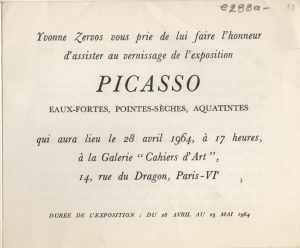 e288a-
Yvonne Zervos vous prie de lui faire l'honneur
d'assister au vernissage de l'exposition
PICASSO
EAUX-FORTES, POINTES-SÈCHES, AQUATINTES
qui aura lieu le 28 avril 1964, à 17 heures,
à la Galerie "Cahiers d'Art",
14, rue du Dragon, Paris-VIe
DURÉE DE L'EXPOSITION : DU 28 AVRIL AU 23 MAI 1964